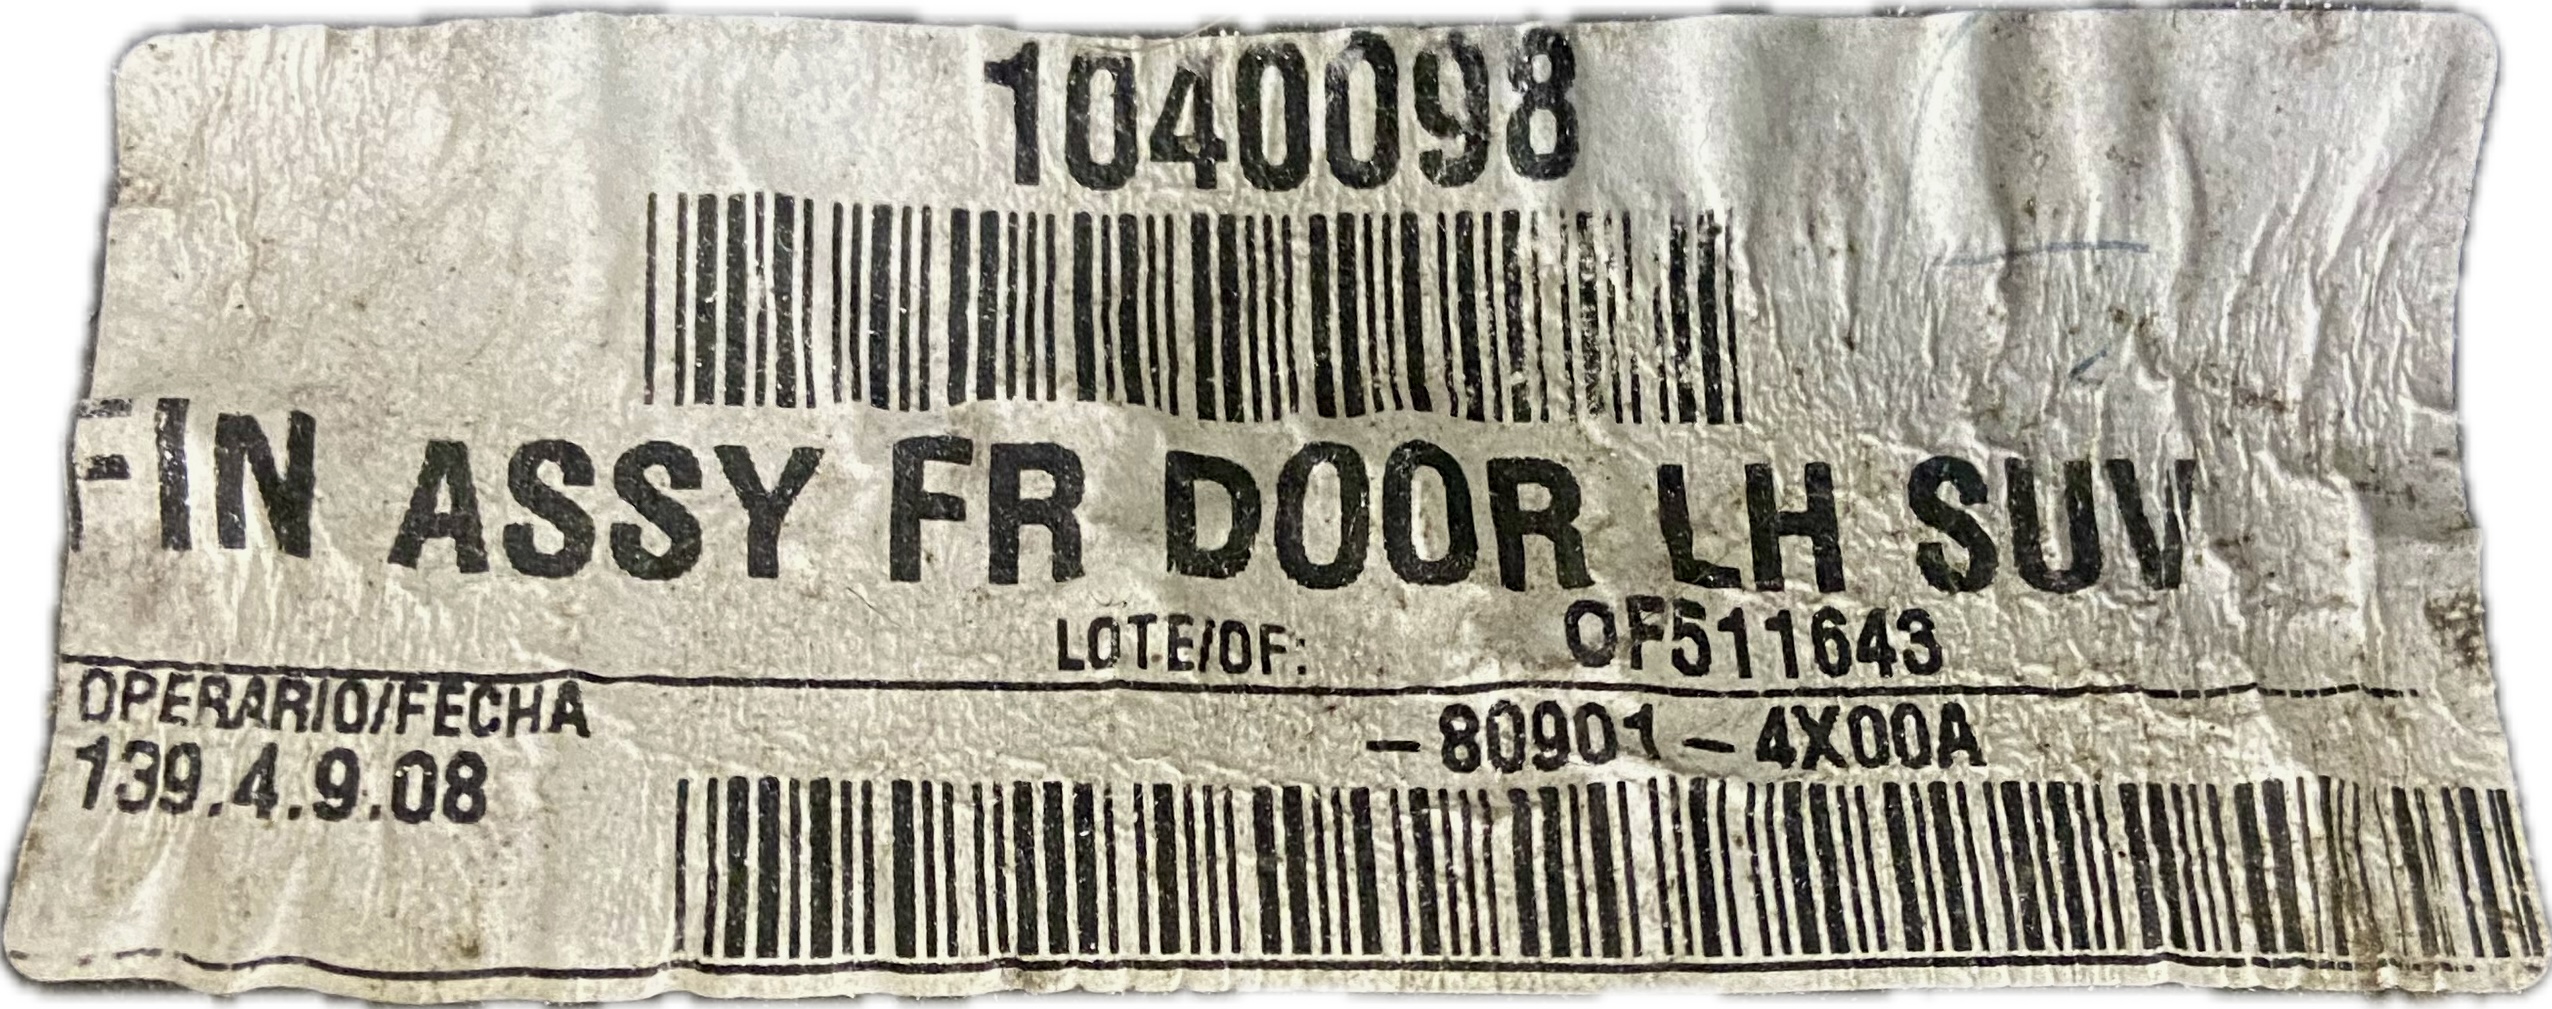 1040098
FIN ASSY FR DOOR LH SUV
LOTE/OF: OF511643
OPERARIO/FECHA
139.4.9.08
-80901-4X00A